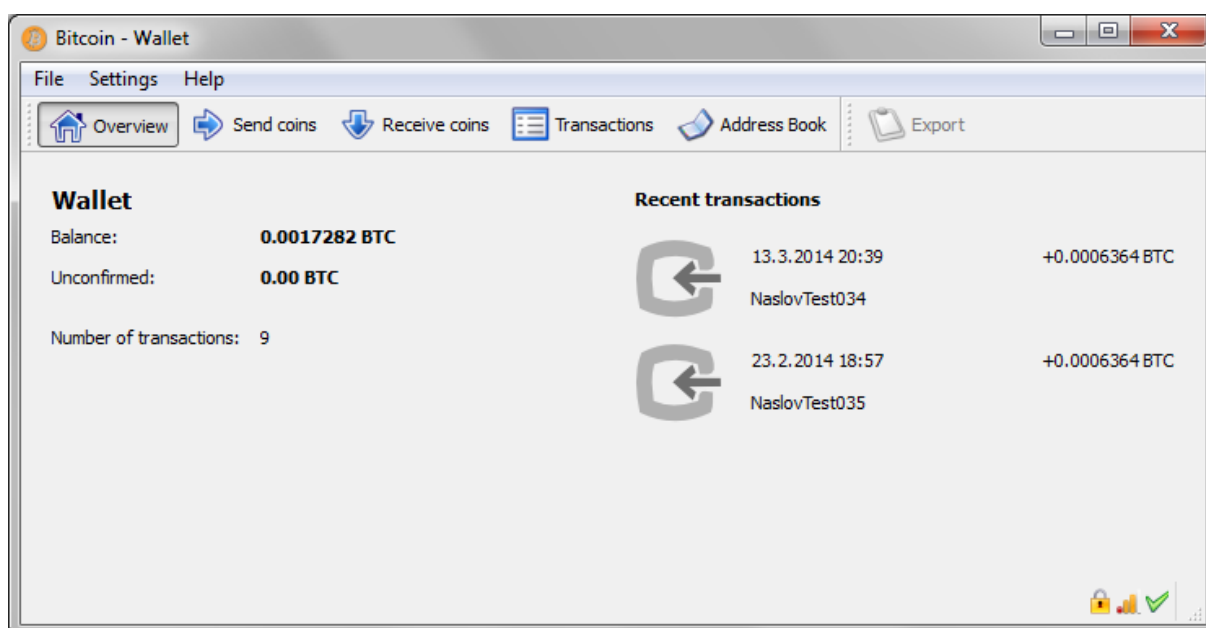 Bitcoin - Wallet
File Settings Help
Overview Send coins Receive coins Transactions Address Book Export
Wallet
Balance: 0.0017282 BTC
Unconfirmed: 0.00 BTC
Number of transactions: 9
Recent transactions
13.3.2014 20:39 +0.0006364 BTC
NaslovTest034
23.2.2014 18:57 +0.0006364 BTC
NaslovTest035